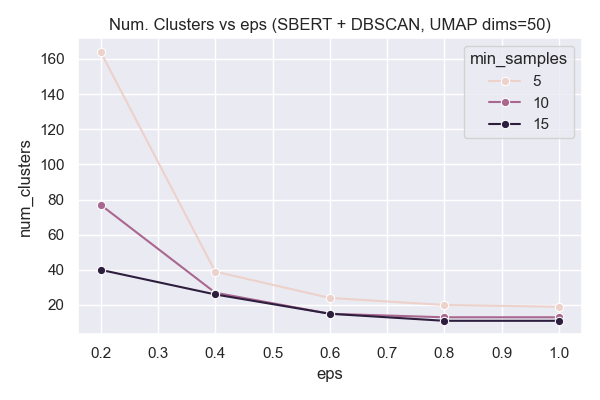 Num. Clusters vs eps (SBERT + DBSCAN, UMAP dims=50)
min_samples
5
10
15
num_clusters
160
140
120
100
80
60
40
20
0.2 0.3 0.4 0.5 0.6 0.7 0.8 0.9 1.0
eps